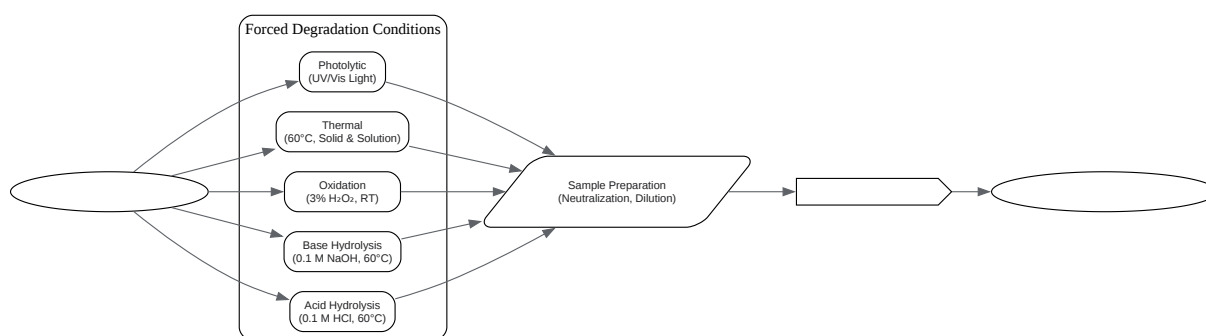 Forced Degradation Conditions
Photolytic
(UV/Vis Light)
Thermal
(60°C, Solid & Solution)
Oxidation
(3% H₂O₂, RT)
Base Hydrolysis
(0.1 M NaOH, 60°C)
Acid Hydrolysis
(0.1 M HCl, 60°C)
Sample Preparation
(Neutralization, Dilution)